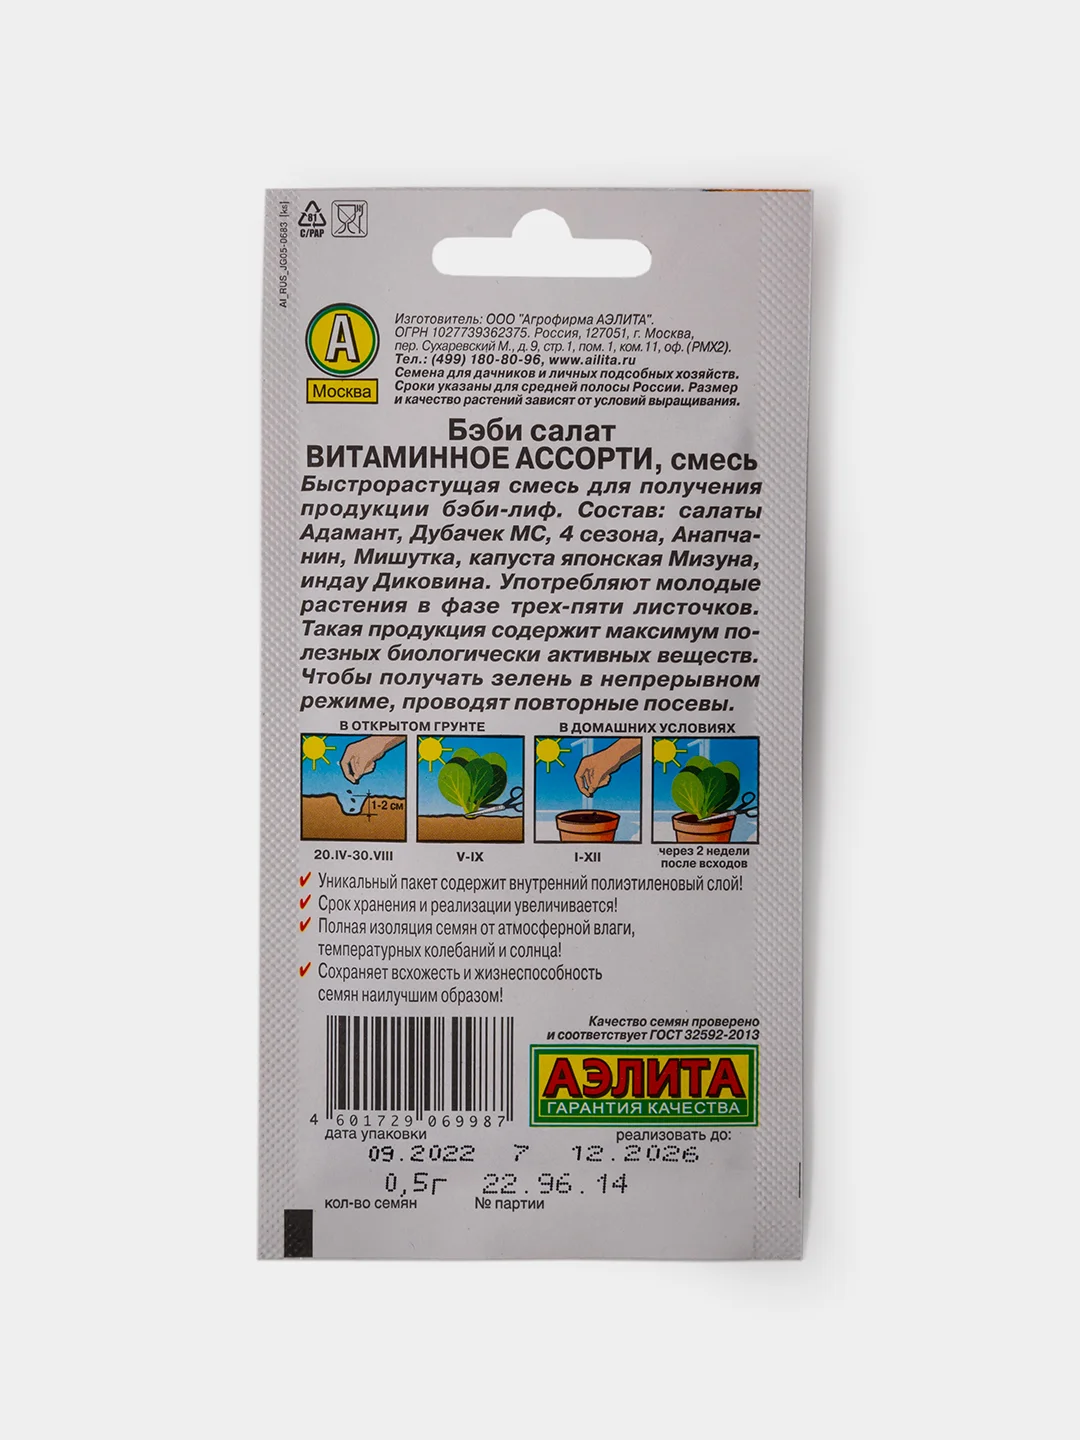 AI_RUS_JG05-0683 [ks]
81
C/PAP
А
Москва
Изготовитель: ООО "Агрофирма АЭЛИТА".
ОГРН 1027739362375. Россия, 127051, г. Москва,
пер. Сухаревский М., д. 9, стр. 1, пом. 1, ком. 11, оф. (РМХ2).
Тел.: (499) 180-80-96, www.ailita.ru
Семена для дачников и личных подсобных хозяйств.
Сроки указаны для средней полосы России. Размер
и качество растений зависят от условий выращивания.
Бэби салат
ВИТАМИННОЕ АССОРТИ, смесь
Быстрорастущая смесь для получения
продукции бэби-лиф. Состав: салаты
Адамант, Дубачек МС, 4 сезона, Анапча-
нин, Мишутка, капуста японская Мизуна,
индау Диковина. Употребляют молодые
растения в фазе трех-пяти листочков.
Такая продукция содержит максимум по-
лезных биологически активных веществ.
Чтобы получать зелень в непрерывном
режиме, проводят повторные посевы.
В ОТКРЫТОМ ГРУНТЕ
В ДОМАШНИХ УСЛОВИЯХ
1-2 см
20.IV-30.VIII
V-IX
I-XII
через 2 недели
после всходов
Уникальный пакет содержит внутренний полиэтиленовый слой!
Срок хранения и реализации увеличивается!
Полная изоляция семян от атмосферной влаги,
температурных колебаний и солнца!
Сохраняет всхожесть и жизнеспособность
семян наилучшим образом!
Качество семян проверено
и соответствует ГОСТ 32592-2013
АЭЛИТА
ГАРАНТИЯ КАЧЕСТВА
4 601729 069987
дата упаковки
реализовать до:
09.2022 7 12.2026
0,5г 22.96.14
кол-во семян
№ партии